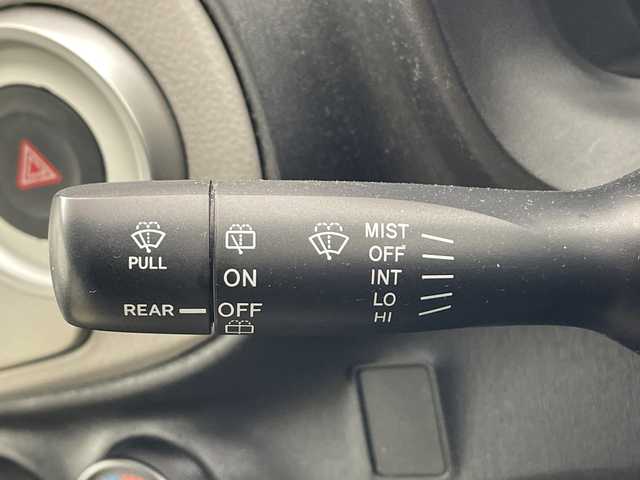 PULL
REAR
ON
OFF
MIST
OFF
INT
LO
HI